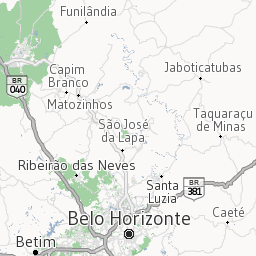 Funilândia
BR
040
Capim
Branco
Jaboticatubas
Matozinhos
Taquaraçu
de Minas
São José
da Lapa
Ribeirão das Neves
Santa
Luzia
BR
381
Belo Horizonte
Caeté
Betim